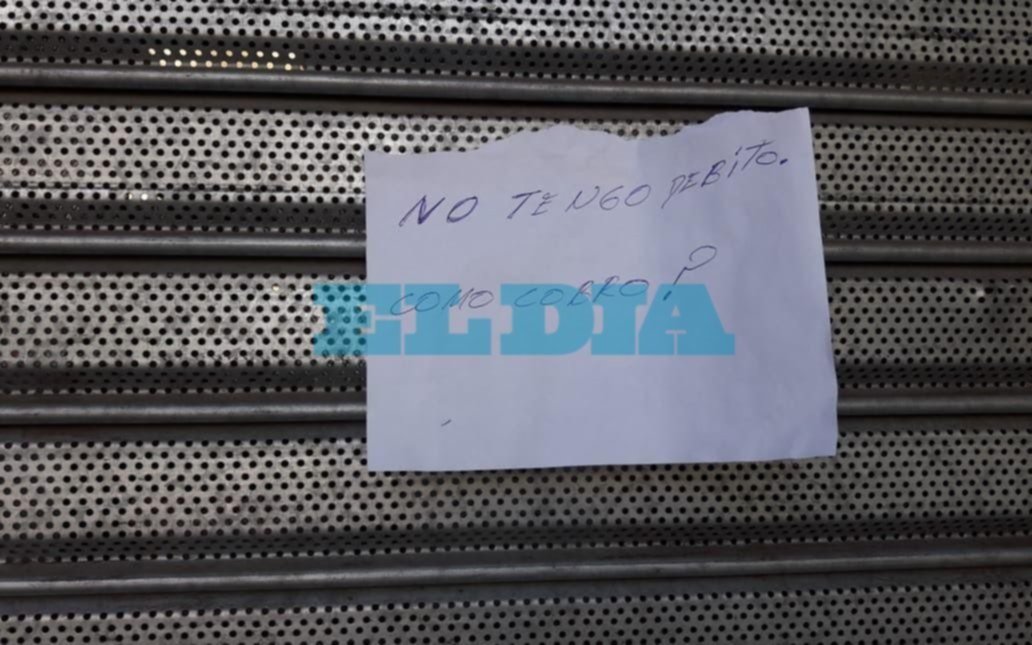 NO TENGO DEBITO.
COMO COBRO?
EL DIA